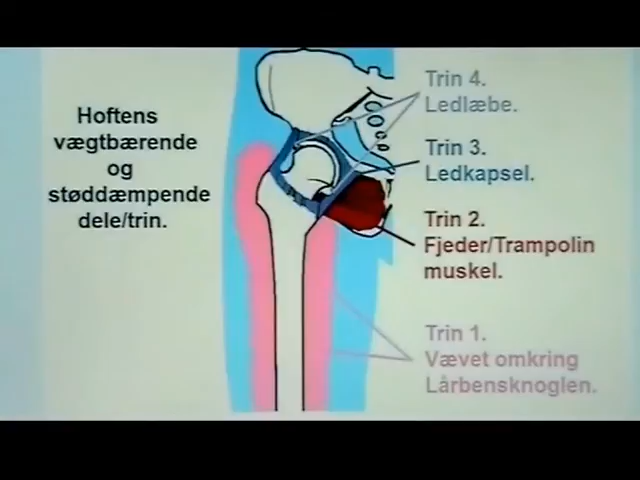 Hoftens
vægtbærende
og
støddæmpende
dele/trin.
Trin 4.
Ledlæbe.
Trin 3.
Ledkapsel.
Trin 2.
Fjeder/Trampolin
muskel.
Trin 1.
Vævet omkring
Lårbensknoglen.